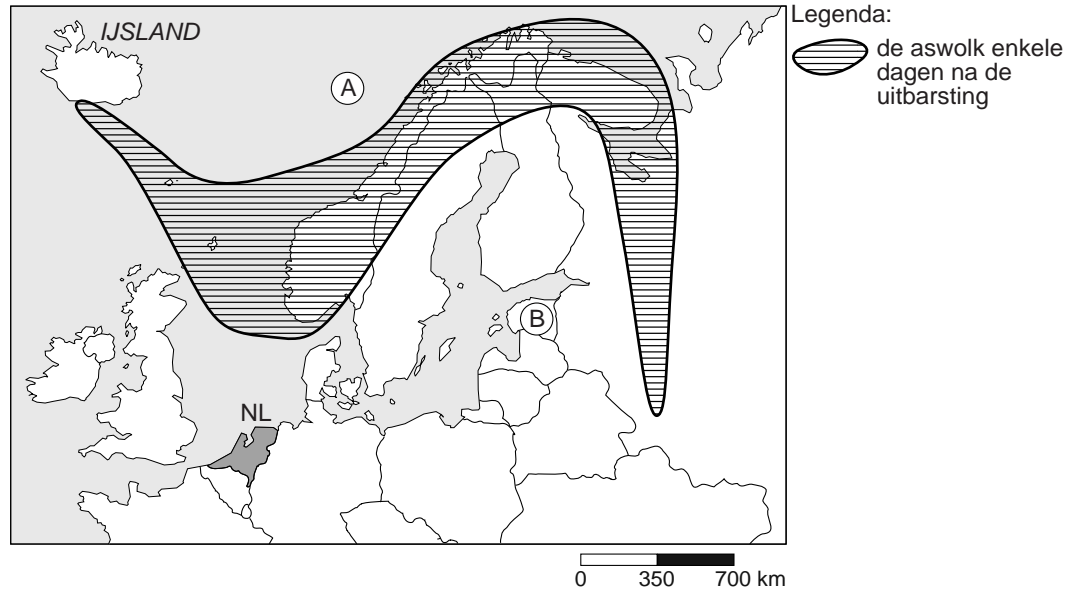 IJSLAND
A
B
NL
Legenda:
de aswolk enkele
dagen na de
uitbarsting
0 350 700 km